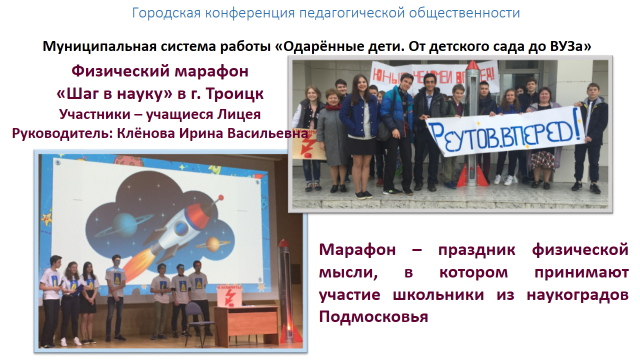 Городская конференция педагогической общественности
Муниципальная система работы «Одарённые дети. От детского сада до ВУЗа»
Физический марафон
«Шаг в науку» в г. Троицк
Участники – учащиеся Лицея
Руководитель: Клёнова Ирина Васильевна
РЕУТОВ,ВПЕРЕД!
Марафон – праздник физической
мысли, в котором принимают
участие школьники из наукоградов
Подмосковья